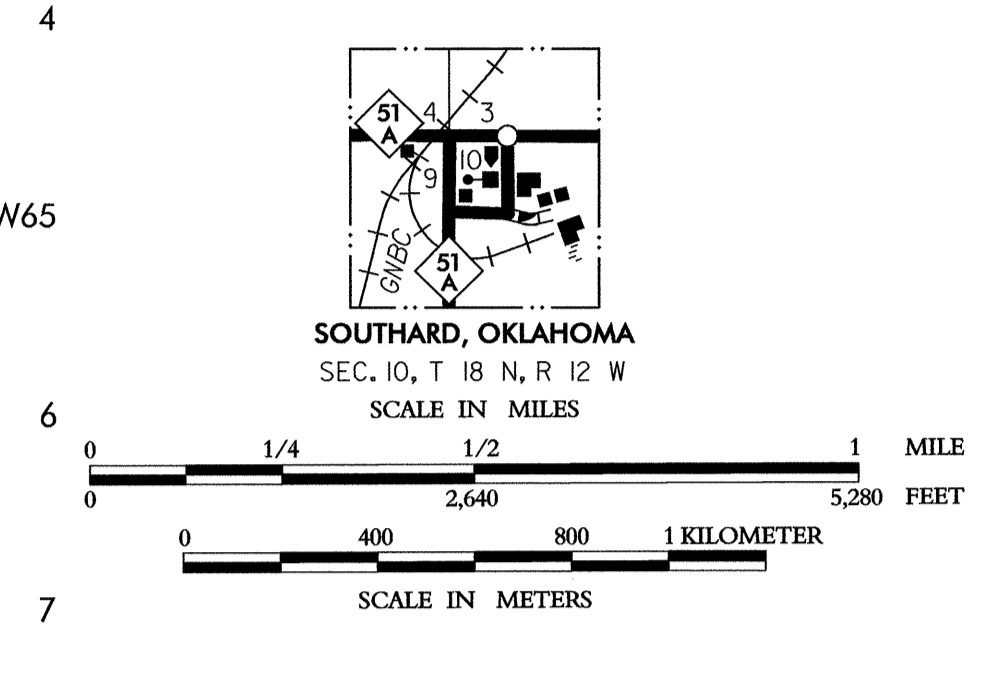 4
51
A
4
3
10
9
W65
GNBC
51
A
SOUTHARD, OKLAHOMA
SEC. 10, T 18 N, R 12 W
6
SCALE IN MILES
0 1/4 1/2 1 MILE
0 2,640 5,280 FEET
0 400 800 1 KILOMETER
SCALE IN METERS
7